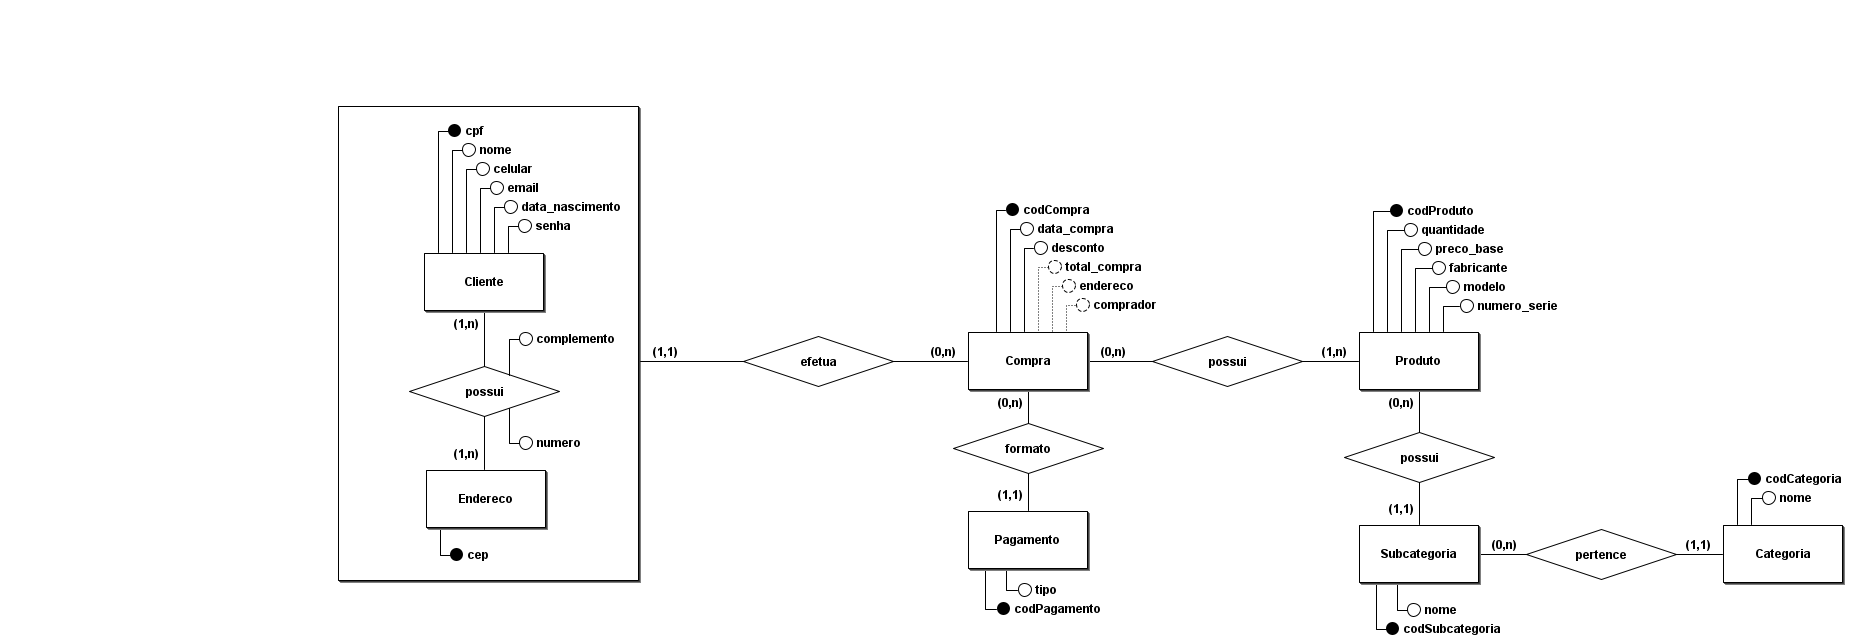 cpf
nome
celular
email
data_nascimento
senha
Cliente
(1,n)
complemento
possui
numero
(1,n)
Endereco
cep
(1,1)
efetua
(0,n)
codCompra
data_compra
desconto
total_compra
endereco
comprador
Compra
(0,n)
possui
(1,n)
codProduto
quantidade
preco_base
fabricante
modelo
numero_serie
Produto
(0,n)
formato
(1,1)
Pagamento
tipo
codPagamento
(0,n)
possui
(1,1)
Subcategoria
nome
codSubcategoria
(0,n)
pertence
(1,1)
codCategoria
nome
Categoria